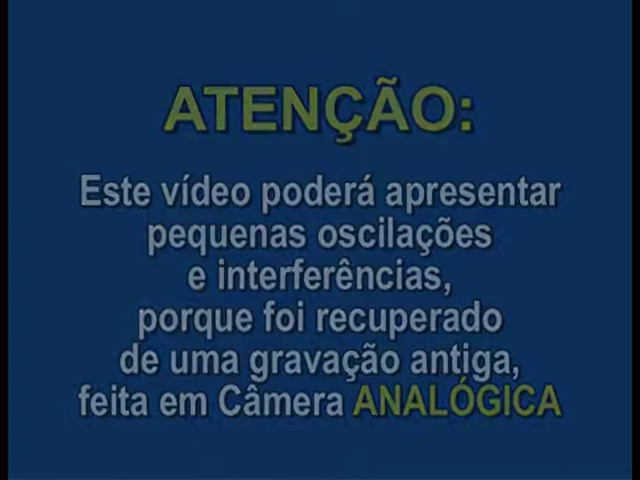 ATENÇÃO:
Este vídeo poderá apresentar
pequenas oscilações
e interferências,
porque foi recuperado
de uma gravação antiga,
feita em Câmera ANALÓGICA